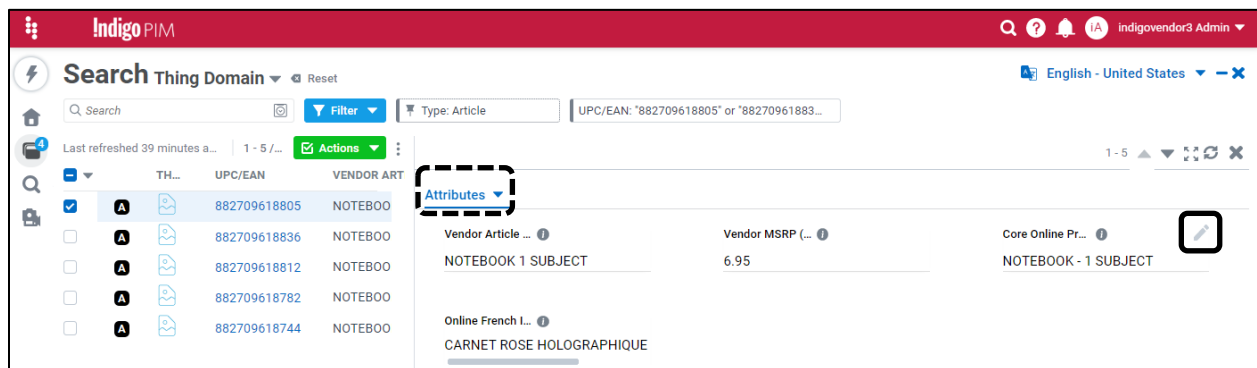 Indigo PIM
indigovendor3 Admin
iA
Search Thing Domain Reset
English - United States
Search
Filter
Type: Article
UPC/EAN: "882709618805" or "88270961883...
4
Last refreshed 39 minutes a...
1 - 5 /...
Actions
1 - 5
TH...
UPC/EAN
VENDOR ART
Attributes
A
882709618805
NOTEBOO
A
882709618836
NOTEBOO
A
882709618812
NOTEBOO
A
882709618782
NOTEBOO
A
882709618744
NOTEBOO
Vendor Article ...
Vendor MSRP (...
Core Online Pr...
NOTEBOOK 1 SUBJECT
6.95
NOTEBOOK - 1 SUBJECT
Online French I...
CARNET ROSE HOLOGRAPHIQUE